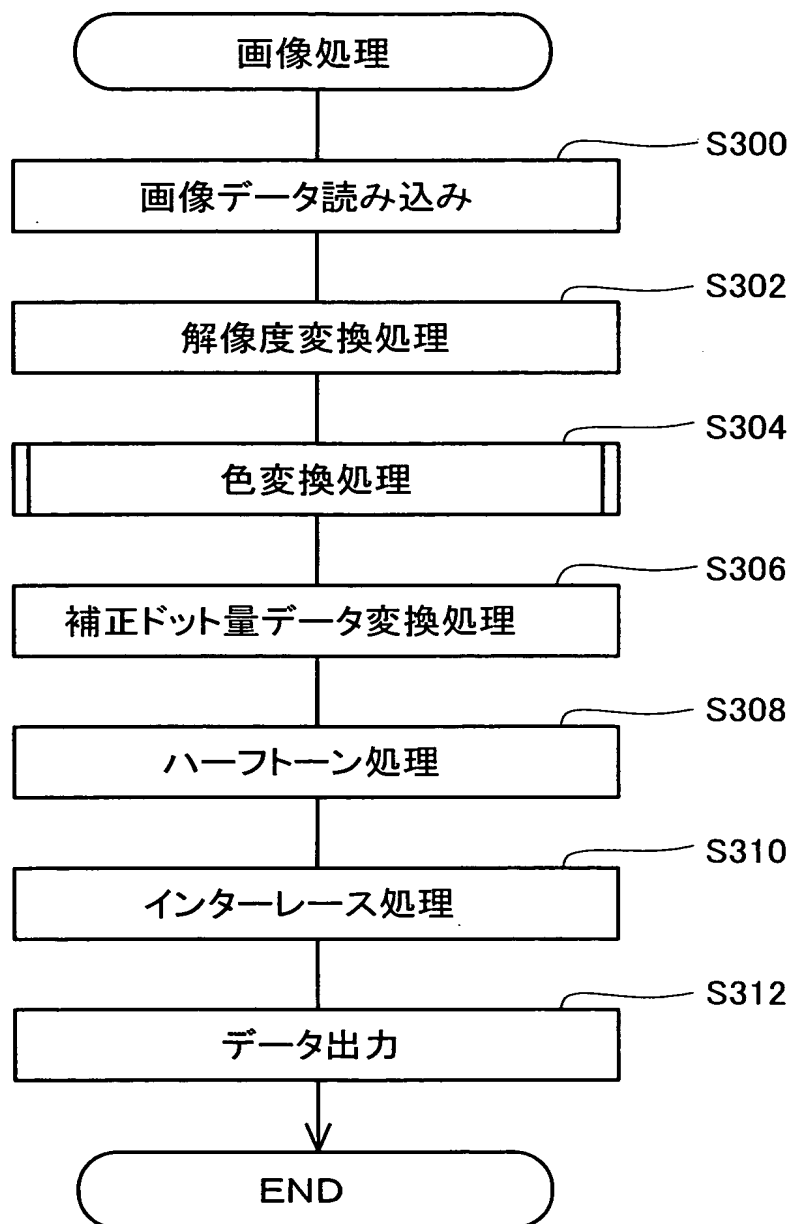 画像処理
S300
画像データ読み込み
S302
解像度変換処理
S304
色変換処理
S306
補正ドット量データ変換処理
S308
ハーフトーン処理
S310
インターレース処理
S312
データ出力
END